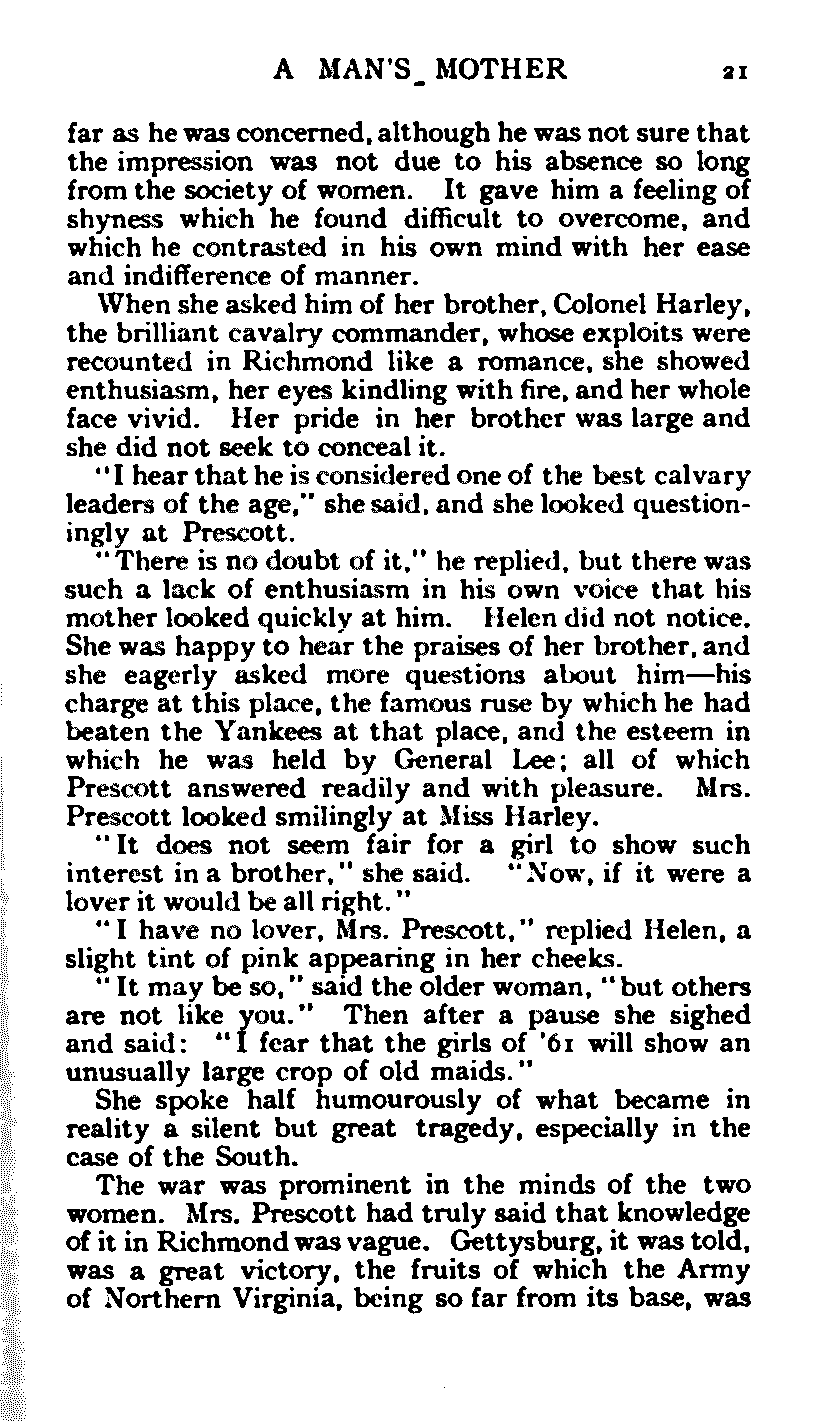 A MAN'S MOTHER 21
far as he was concerned, although he was not sure that
the impression was not due to his absence so long
from the society of women. It gave him a feeling of
shyness which he found difficult to overcome, and
which he contrasted in his own mind with her ease
and indifference of manner.
When she asked him of her brother, Colonel Harley,
the brilliant cavalry commander, whose exploits were
recounted in Richmond like a romance, she showed
enthusiasm, her eyes kindling with fire, and her whole
face vivid. Her pride in her brother was large and
she did not seek to conceal it.
"I hear that he is considered one of the best calvary
leaders of the age," she said, and she looked question-
ingly at Prescott.
"There is no doubt of it," he replied, but there was
such a lack of enthusiasm in his own voice that his
mother looked quickly at him. Helen did not notice.
She was happy to hear the praises of her brother, and
she eagerly asked more questions about him—his
charge at this place, the famous ruse by which he had
beaten the Yankees at that place, and the esteem in
which he was held by General Lee; all of which
Prescott answered readily and with pleasure. Mrs.
Prescott looked smilingly at Miss Harley.
"It does not seem fair for a girl to show such
interest in a brother," she said. "Now, if it were a
lover it would be all right."
"I have no lover, Mrs. Prescott," replied Helen, a
slight tint of pink appearing in her cheeks.
"It may be so," said the older woman, "but others
are not like you." Then after a pause she sighed
and said: "I fear that the girls of '61 will show an
unusually large crop of old maids."
She spoke half humourously of what became in
reality a silent but great tragedy, especially in the
case of the South.
The war was prominent in the minds of the two
women. Mrs. Prescott had truly said that knowledge
of it in Richmond was vague. Gettysburg, it was told,
was a great victory, the fruits of which the Army
of Northern Virginia, being so far from its base, was